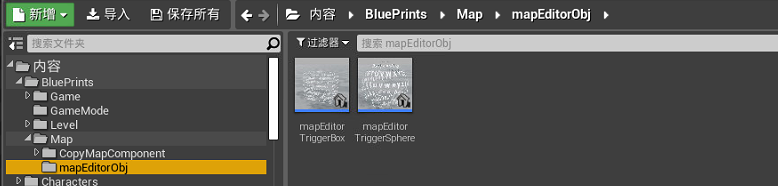 新增 导入 保存所有 内容 BluePrints Map mapEditorObj
搜索文件夹
过滤器 搜索 mapEditorObj
内容
BluePrints
Game
GameMode
Level
Map
CopyMapComponent
mapEditorObj
Characters
mapEditor
TriggerBox
mapEditor
TriggerSphere